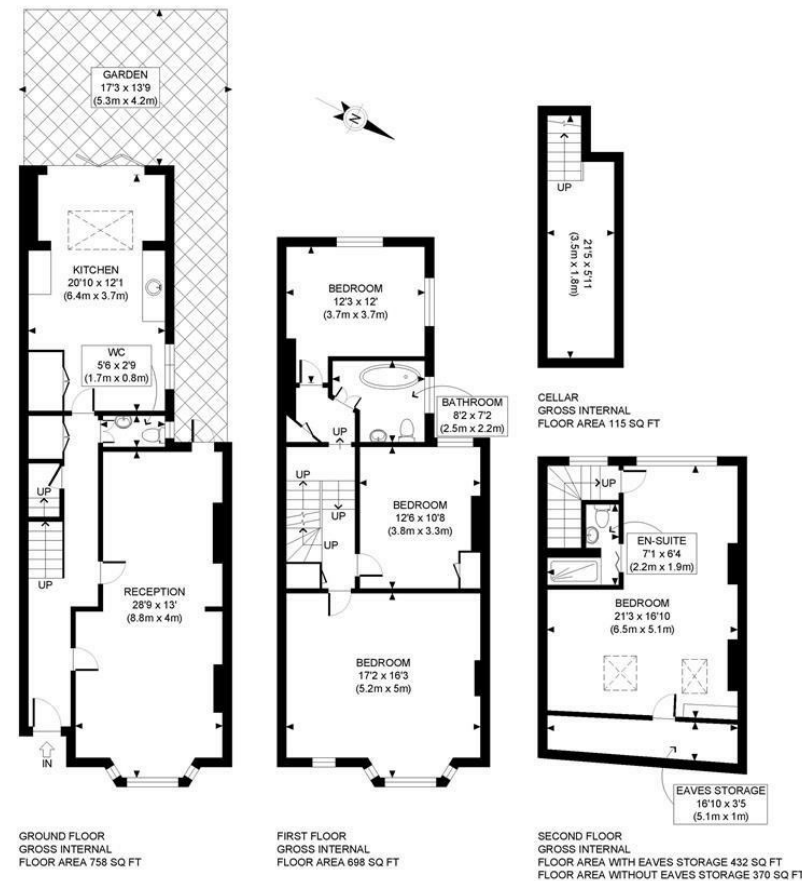 GARDEN
17'3 x 13'9
(5.3m x 4.2m)
N
KITCHEN
20'10 x 12'1
(6.4m x 3.7m)
WC
5'6 x 2'9
(1.7m x 0.8m)
UP
UP
RECEPTION
28'9 x 13'
(8.8m x 4m)
IN
GROUND FLOOR
GROSS INTERNAL
FLOOR AREA 758 SQ FT
BEDROOM
12'3 x 12'
(3.7m x 3.7m)
BATHROOM
8'2 x 7'2
(2.5m x 2.2m)
UP
UP
UP
UP
BEDROOM
12'6 x 10'8
(3.8m x 3.3m)
BEDROOM
17'2 x 16'3
(5.2m x 5m)
FIRST FLOOR
GROSS INTERNAL
FLOOR AREA 698 SQ FT
UP
21'5 x 5'11
(3.5m x 1.8m)
CELLAR
GROSS INTERNAL
FLOOR AREA 115 SQ FT
UP
EN-SUITE
7'1 x 6'4
(2.2m x 1.9m)
BEDROOM
21'3 x 16'10
(6.5m x 5.1m)
EAVES STORAGE
16'10 x 3'5
(5.1m x 1m)
SECOND FLOOR
GROSS INTERNAL
FLOOR AREA WITH EAVES STORAGE 432 SQ FT
FLOOR AREA WITHOUT EAVES STORAGE 370 SQ FT